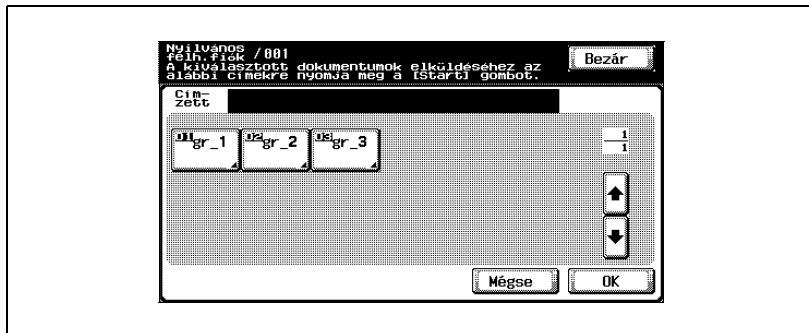 Nyilvános
félh.fiók /001
A kiválasztott dokumentumok elküldéséhez az
alábbi címekre nyomja meg a [Start] gombot.
Bezár
Cím-
zett
01 gr_1 02 gr_2 03 gr_3
1
1
Mégse OK